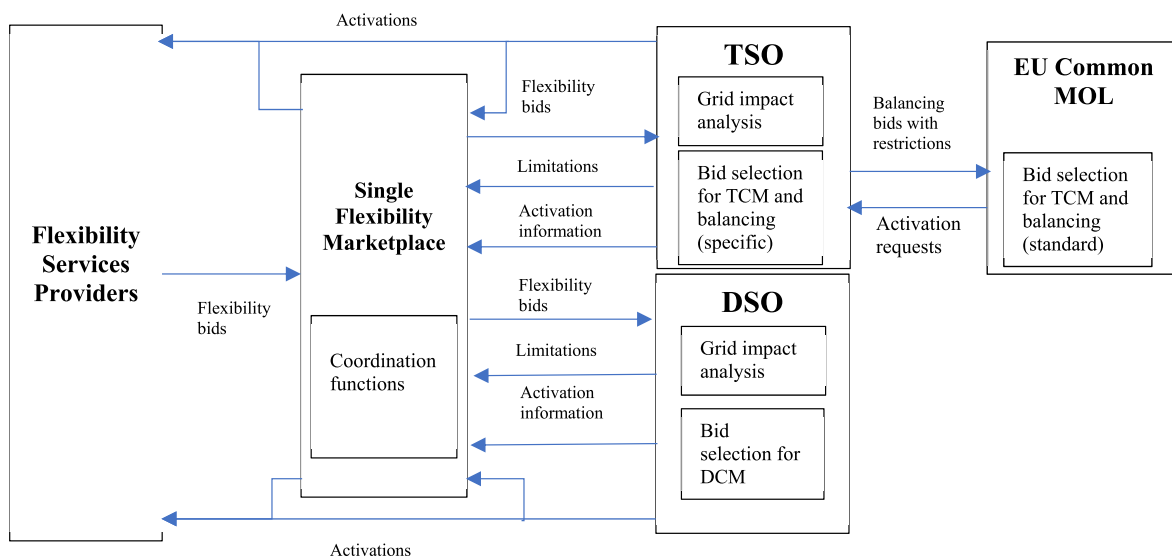 Activations
Flexibility
Services
Providers
Flexibility
bids
Single
Flexibility
Marketplace
Coordination
functions
Flexibility
bids
Limitations
Activation
information
Flexibility
bids
Limitations
Activation
information
Activations
TSO
Grid impact
analysis
Bid selection
for TCM and
balancing
(specific)
DSO
Grid impact
analysis
Bid
selection for
DCM
Balancing
bids with
restrictions
Activation
requests
EU Common
MOL
Bid selection
for TCM and
balancing
(standard)